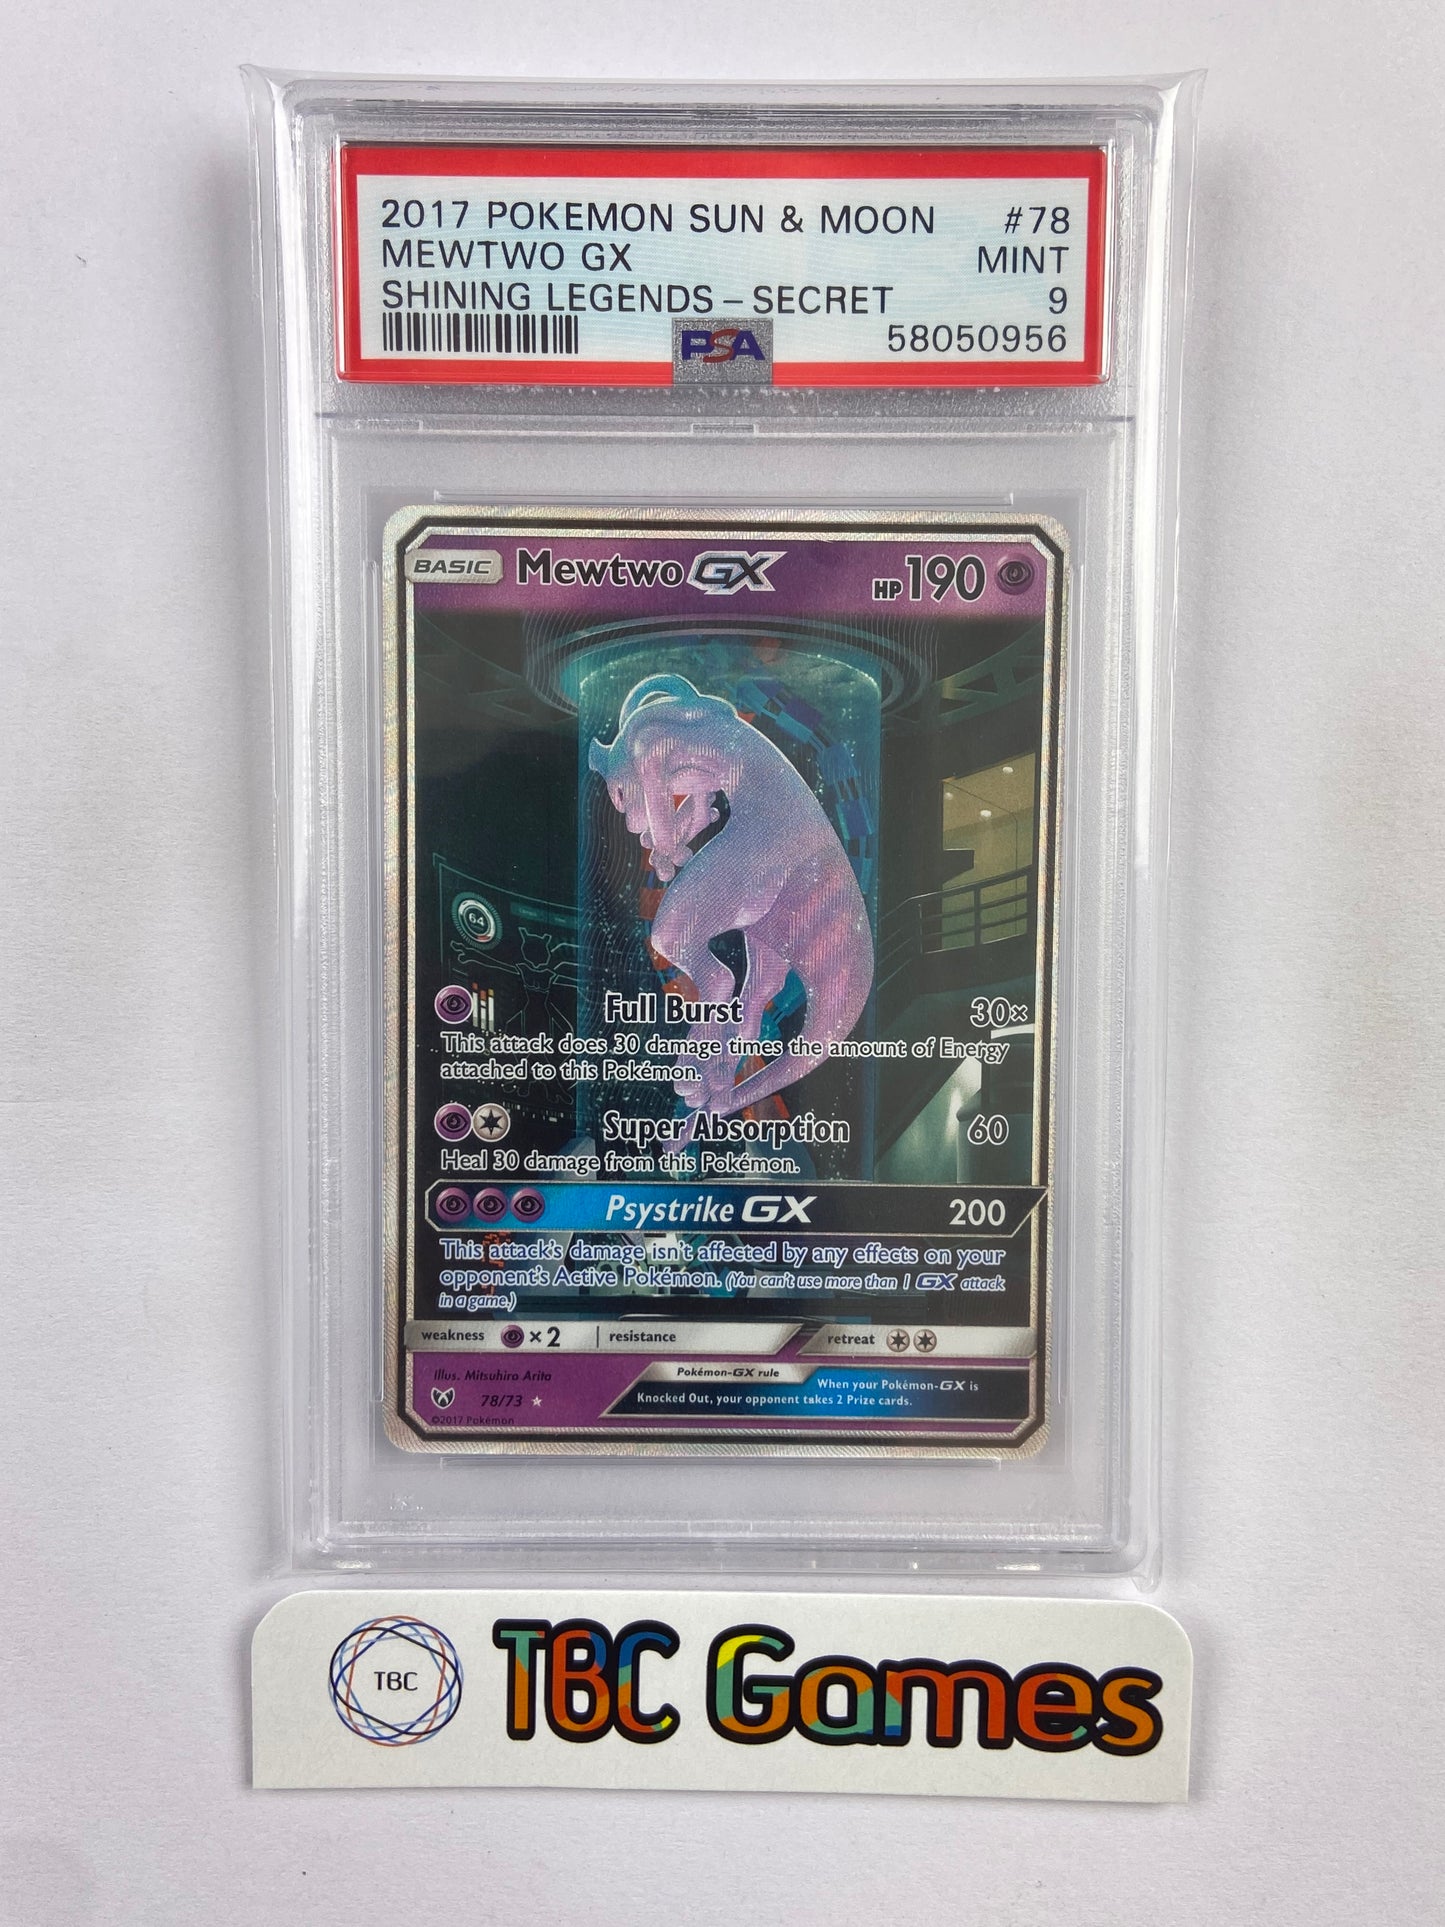 2017 POKEMON SUN & MOON #78
MEWTWO GX MINT
SHINING LEGENDS – SECRET 9
PSA 58050956
BASIC Mewtwo GX HP 190
64
Full Burst 30×
This attack does 30 damage times the amount of Energy
attached to this Pokémon.
Super Absorption 60
Heal 30 damage from this Pokémon.
Psystrike GX 200
This attack's damage isn't affected by any effects on your
opponent's Active Pokémon. (You can't use more than 1 GX attack
in a game.)
weakness ×2 resistance retreat
Illus. Mitsuhiro Arita Pokémon-GX rule
When your Pokémon-GX is
78/73 Knocked Out, your opponent takes 2 Prize cards.
©2017 Pokémon
TBC TBC Games